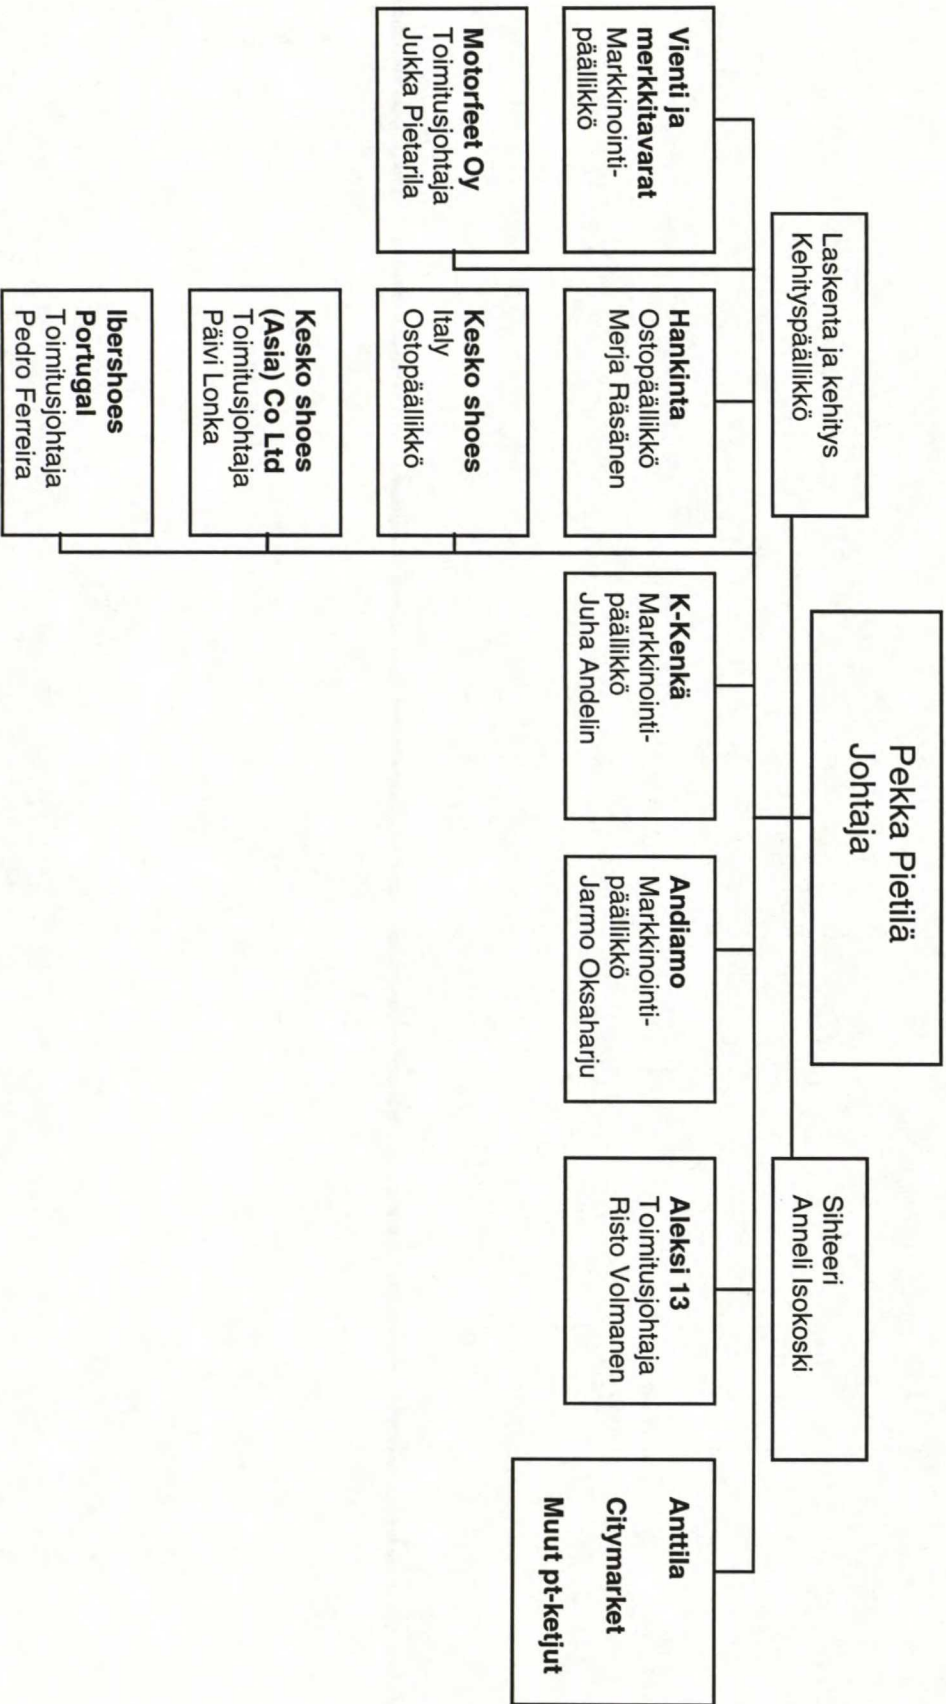 Pekka Pietilä
Johtaja
Laskenta ja kehitys
Kehityspäällikkö
Sihteeri
Anneli Isokoski
Vienti ja
merkkitavarat
Markkinointi-
päällikkö
Hankinta
Ostopäällikkö
Merja Räsänen
K-Kenkä
Markkinointi-
päällikkö
Juha Andelin
Andiamo
Markkinointi-
päällikkö
Jarmo Oksaharju
Aleksi 13
Toimitusjohtaja
Risto Volmanen
Anttila
Citymarket
Muut pt-ketjut
Motorfeet Oy
Toimitusjohtaja
Jukka Pietarila
Kesko shoes
Italy
Ostopäällikkö
Kesko shoes
(Asia) Co Ltd
Toimitusjohtaja
Päivi Lonka
Ibershoes
Portugal
Toimitusjohtaja
Pedro Ferreira